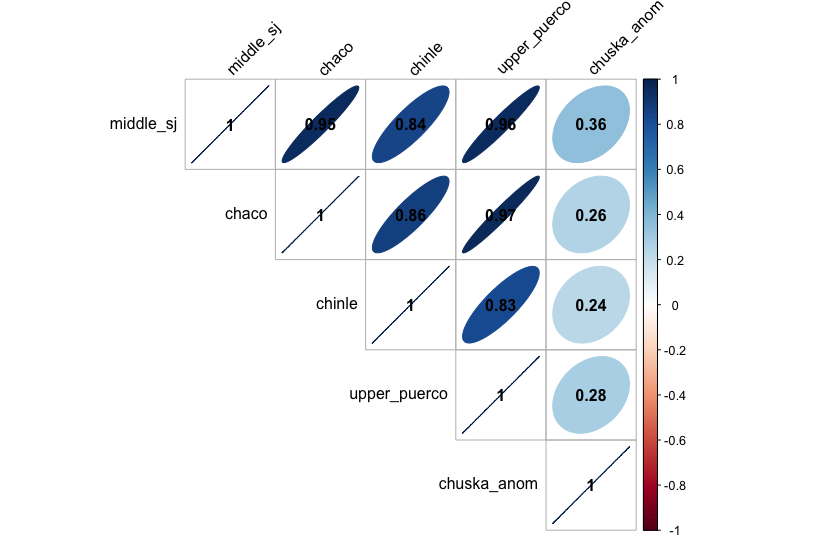 middle_sj
chaco
chinle
upper_puerco
chuska_anom
middle_sj
1
0.95
0.84
0.96
0.36
chaco
1
0.86
0.97
0.26
chinle
1
0.83
0.24
upper_puerco
1
0.28
chuska_anom
1
1
0.8
0.6
0.4
0.2
0
-0.2
-0.4
-0.6
-0.8
-1